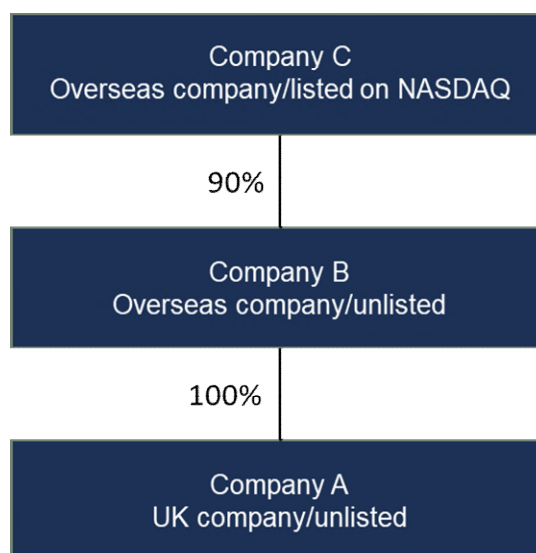 Company C
Overseas company/listed on NASDAQ
90%
Company B
Overseas company/unlisted
100%
Company A
UK company/unlisted